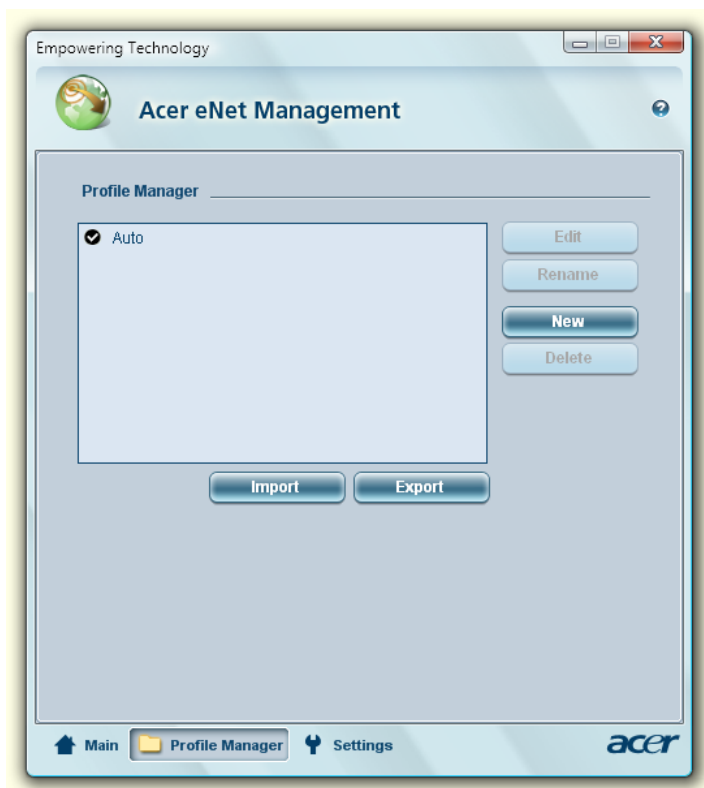 Empowering Technology
Acer eNet Management
Profile Manager
Auto
Edit
Rename
New
Delete
Import
Export
Main
Profile Manager
Settings
acer